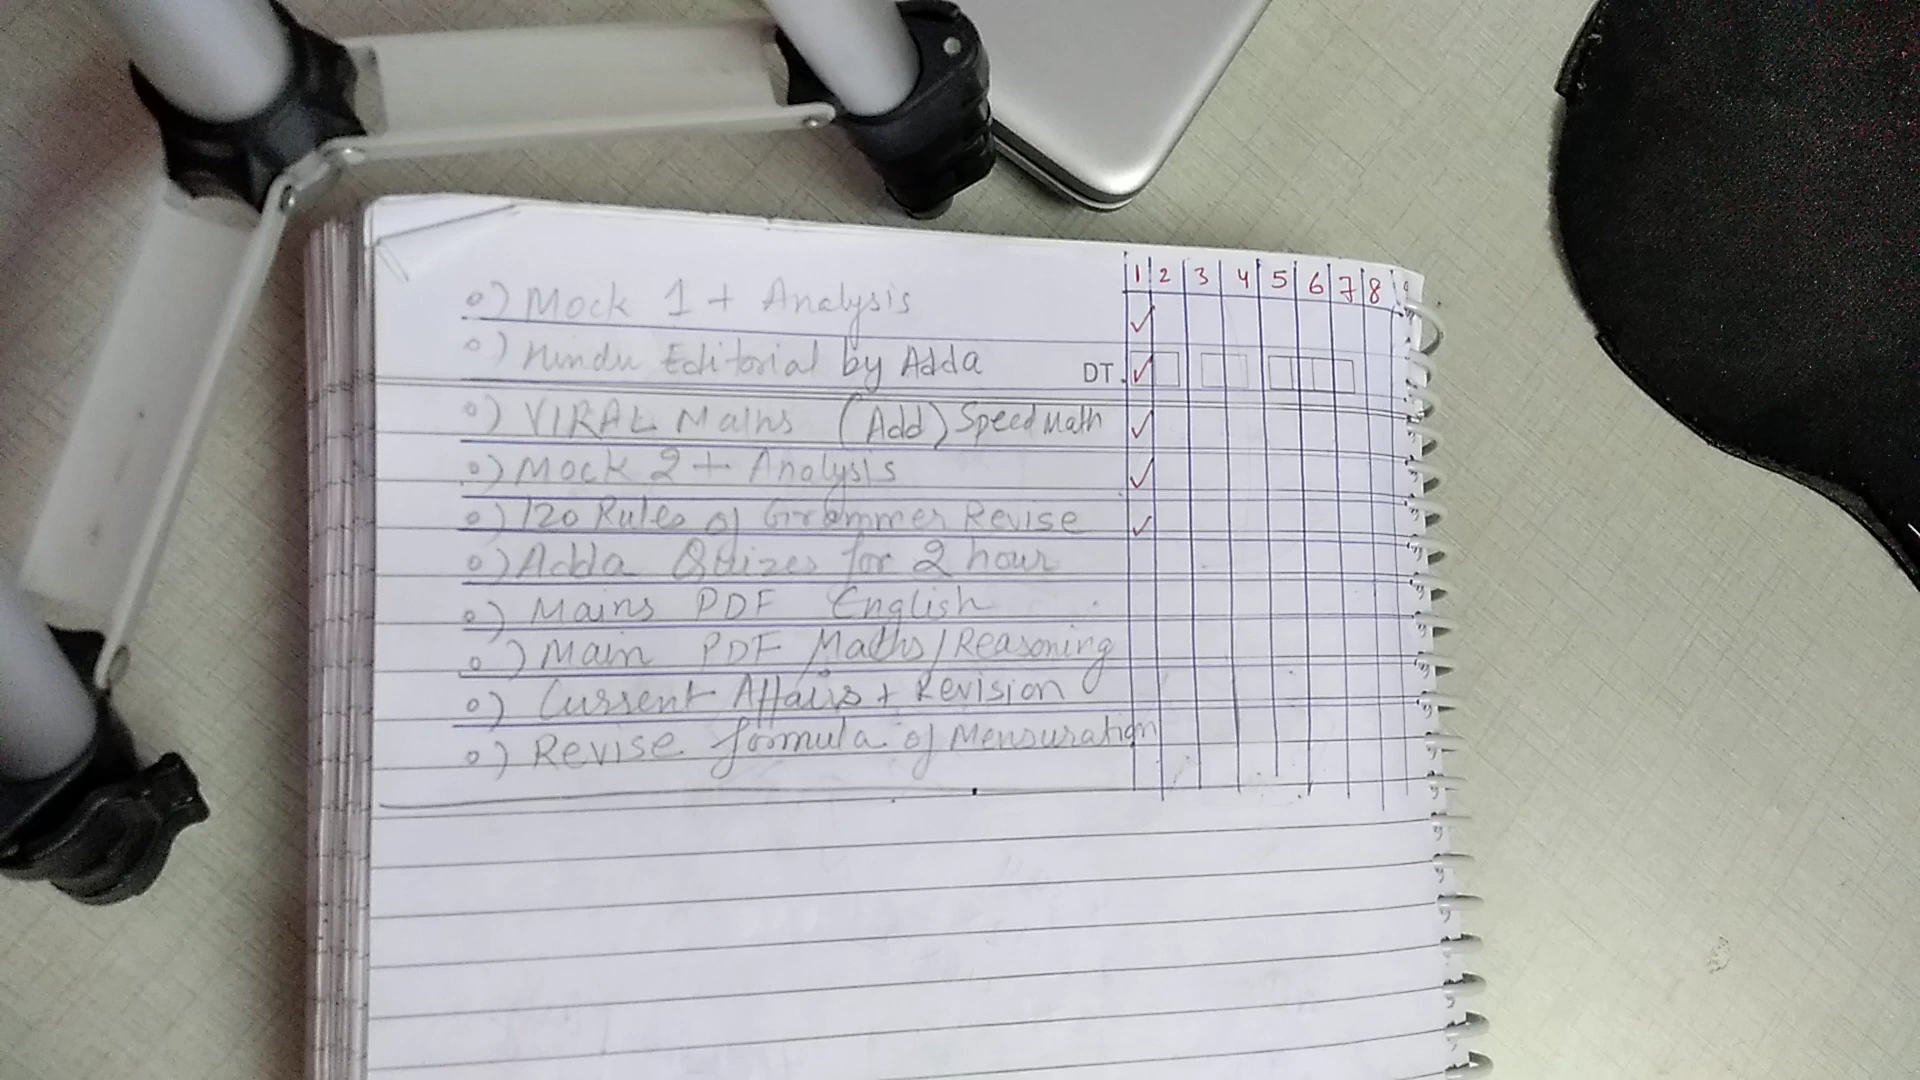 1 2 3 4 5 6 7 8 9
o) Mock 1 + Analysis ✓
o) Hindu Editorial by Adda DT. ✓
o) VIRAL Maths (Add) Speed Math ✓
o) Mock 2 + Analysis ✓
o) 120 Rules of Grammer Revise ✓
o) Adda Quizes for 2 hour
o) Mains PDF English
o) Main PDF Maths/Reasoning
o) Current Affairs + Revision
o) Revise formula of Mensuration